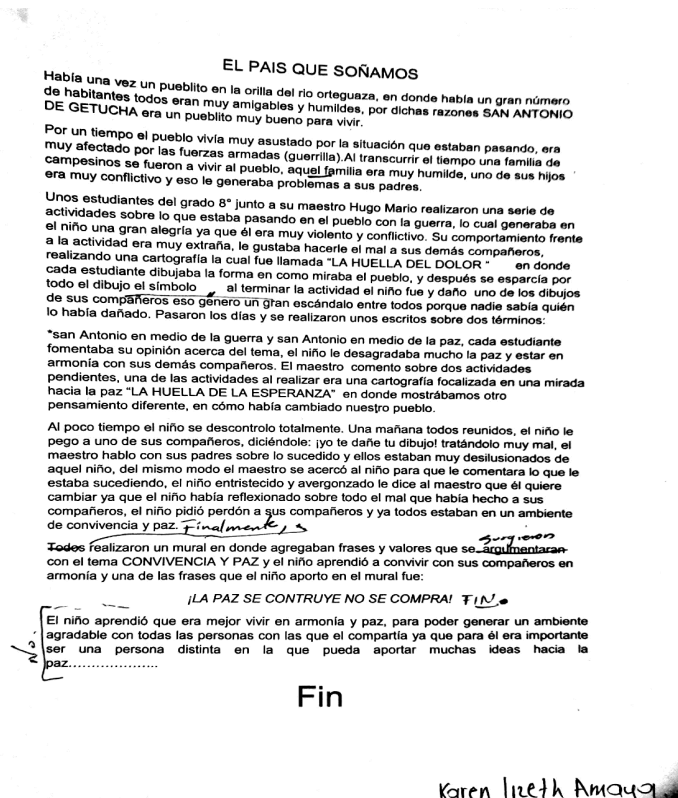 EL PAIS QUE SOÑAMOS
Había una vez un pueblito en la orilla del rio orteguaza, en donde había un gran número
de habitantes todos eran muy amigables y humildes, por dichas razones SAN ANTONIO
DE GETUCHA era un pueblito muy bueno para vivir.
Por un tiempo el pueblo vivía muy asustado por la situación que estaban pasando, era
muy afectado por las fuerzas armadas (guerrilla).Al transcurrir el tiempo una familia de
campesinos se fueron a vivir al pueblo, aquel familia era muy humilde, uno de sus hijos
era muy conflictivo y eso le generaba problemas a sus padres.
Unos estudiantes del grado 8° junto a su maestro Hugo Mario realizaron una serie de
actividades sobre lo que estaba pasando en el pueblo con la guerra, lo cual generaba en
el niño una gran alegría ya que él era muy violento y conflictivo. Su comportamiento frente
a la actividad era muy extraña, le gustaba hacerle el mal a sus demás compañeros,
realizando una cartografía la cual fue llamada "LA HUELLA DEL DOLOR " en donde
cada estudiante dibujaba la forma en como miraba el pueblo, y después se esparcía por
todo el dibujo el símbolo al terminar la actividad el niño fue y daño uno de los dibujos
de sus compañeros eso genero un gran escándalo entre todos porque nadie sabía quién
lo había dañado. Pasaron los días y se realizaron unos escritos sobre dos términos:
*san Antonio en medio de la guerra y san Antonio en medio de la paz, cada estudiante
fomentaba su opinión acerca del tema, el niño le desagradaba mucho la paz y estar en
armonía con sus demás compañeros. El maestro comento sobre dos actividades
pendientes, una de las actividades al realizar era una cartografía focalizada en una mirada
hacia la paz "LA HUELLA DE LA ESPERANZA" en donde mostrábamos otro
pensamiento diferente, en cómo había cambiado nuestro pueblo.
Al poco tiempo el niño se descontrolo totalmente. Una mañana todos reunidos, el niño le
pego a uno de sus compañeros, diciéndole: ¡yo te dañe tu dibujo! tratándolo muy mal, el
maestro hablo con sus padres sobre lo sucedido y ellos estaban muy desilusionados de
aquel niño, del mismo modo el maestro se acercó al niño para que le comentara lo que le
estaba sucediendo, el niño entristecido y avergonzado le dice al maestro que él quiere
cambiar ya que el niño había reflexionado sobre todo el mal que había hecho a sus
compañeros, el niño pidió perdón a sus compañeros y ya todos estaban en un ambiente
de convivencia y paz. Finalmente,
surgieron
Todos realizaron un mural en donde agregaban frases y valores que se argumentaran
con el tema CONVIVENCIA Y PAZ y el niño aprendió a convivir con sus compañeros en
armonía y una de las frases que el niño aporto en el mural fue:
¡LA PAZ SE CONTRUYE NO SE COMPRA! FIN.
El niño aprendió que era mejor vivir en armonía y paz, para poder generar un ambiente
agradable con todas las personas con las que el compartía ya que para él era importante
ser una persona distinta en la que pueda aportar muchas ideas hacia la
paz....................
Fin
Karen lizeth Amaya